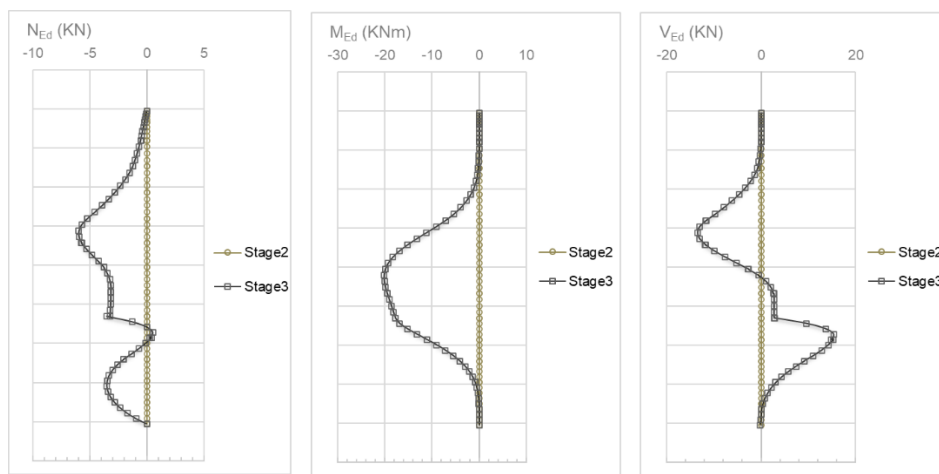 N_Ed (KN)
-10 -5 0 5
Stage2
Stage3
M_Ed (KNm)
-30 -20 -10 0 10
Stage2
Stage3
V_Ed (KN)
-20 0 20
Stage2
Stage3